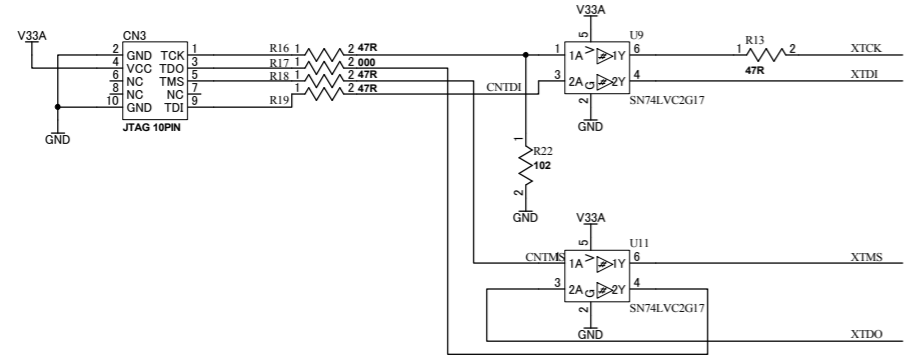 V33A
CN3
2 GND TCK 1
4 VCC TDO 3
6 NC TMS 5
8 NC NC 7
10 GND TDI 9
JTAG 10PIN
GND
R16 1 2 47R
R17 1 2 000
R18 1 2 47R
R19 1 2 47R
CNTDI
V33A
5
U9
1 1A V 1Y 6
3 2A G 2Y 4
2
SN74LVC2G17
GND
R13
1 2
47R
XTCK
XTDI
1
R22
102
2
GND
V33A
5
U11
CNTMS
1 1A V 1Y 6
3 2A G 2Y 4
2
SN74LVC2G17
GND
XTMS
XTDO